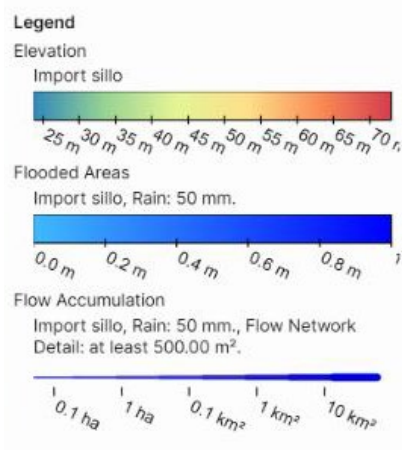 Legend
Elevation
Import sillo
25 m 30 m 35 m 40 m 45 m 50 m 55 m 60 m 65 m 70
Flooded Areas
Import sillo, Rain: 50 mm.
0.0 m 0.2 m 0.4 m 0.6 m 0.8 m
Flow Accumulation
Import sillo, Rain: 50 mm., Flow Network
Detail: at least 500.00 m².
0.1 ha 1 ha 0.1 km² 1 km² 10 km²